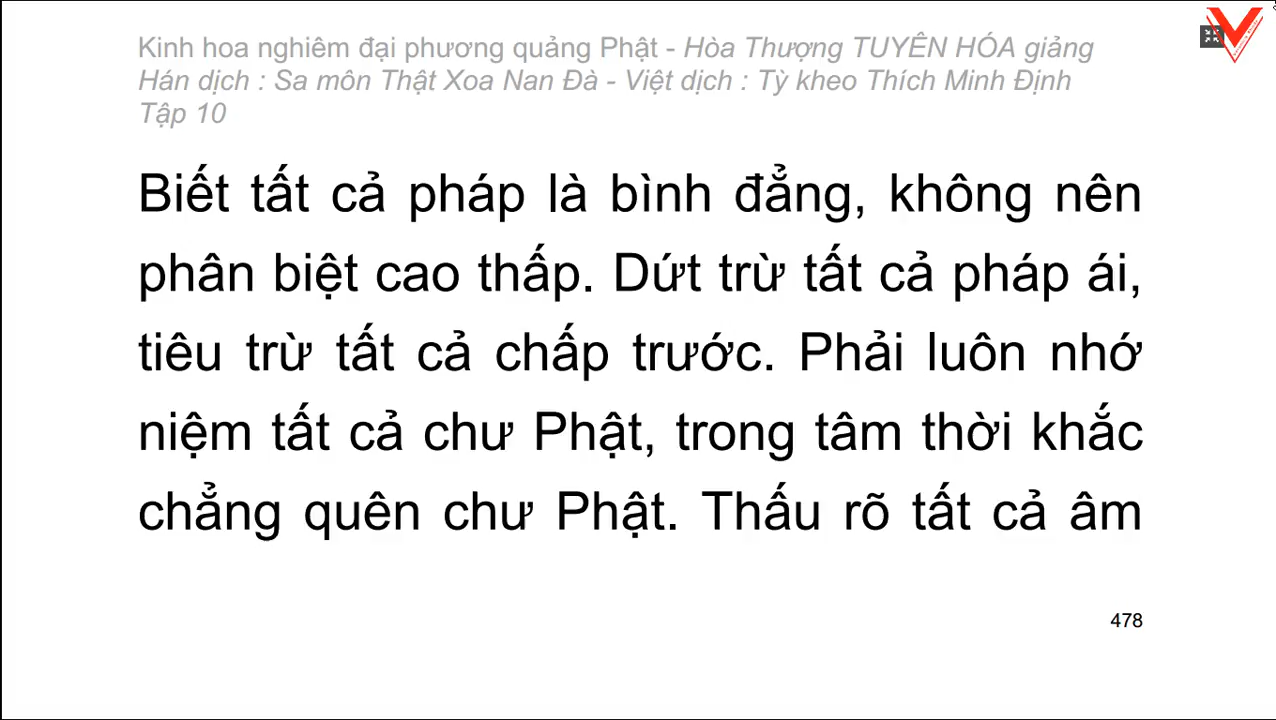 Kinh hoa nghiêm đại phương quảng Phật - Hòa Thượng TUYÊN HÓA giảng
Hán dịch : Sa môn Thật Xoa Nan Đà - Việt dịch : Tỳ kheo Thích Minh Định
Tập 10
Biết tất cả pháp là bình đẳng, không nên
phân biệt cao thấp. Dứt trừ tất cả pháp ái,
tiêu trừ tất cả chấp trước. Phải luôn nhớ
niệm tất cả chư Phật, trong tâm thời khắc
chẳng quên chư Phật. Thấu rõ tất cả âm
478